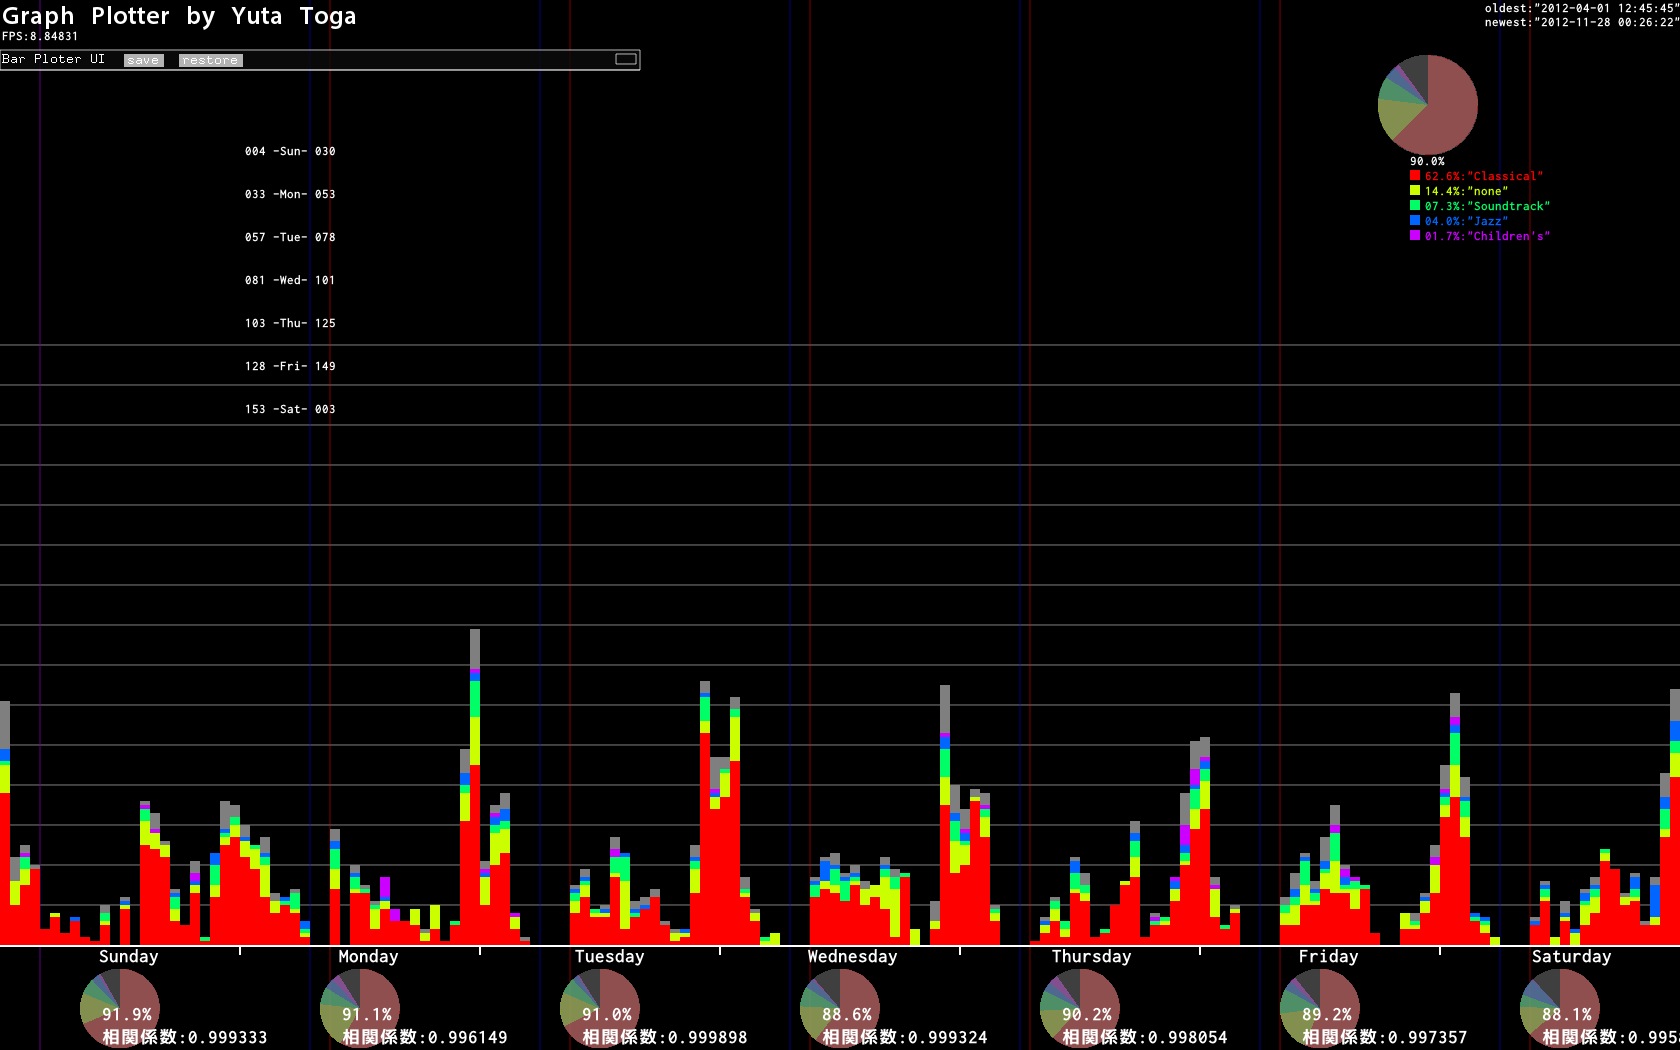 Graph Plotter by Yuta Toga
FPS:8.84831
oldest:"2012-04-01 12:45:45"
newest:"2012-11-28 00:26:22"
Bar Ploter UI save restore
004 -Sun- 030
033 -Mon- 053
057 -Tue- 078
081 -Wed- 101
103 -Thu- 125
128 -Fri- 149
153 -Sat- 003
90.0%
62.6%:"Classical"
14.4%:"none"
07.3%:"Soundtrack"
04.0%:"Jazz"
01.7%:"Children's"
Sunday Monday Tuesday Wednesday Thursday Friday Saturday
91.9% 91.1% 91.0% 88.6% 90.2% 89.2% 88.1%
相関係数:0.999333 相関係数:0.996149 相関係数:0.999898 相関係数:0.999324 相関係数:0.998054 相関係数:0.997357 相関係数:0.995